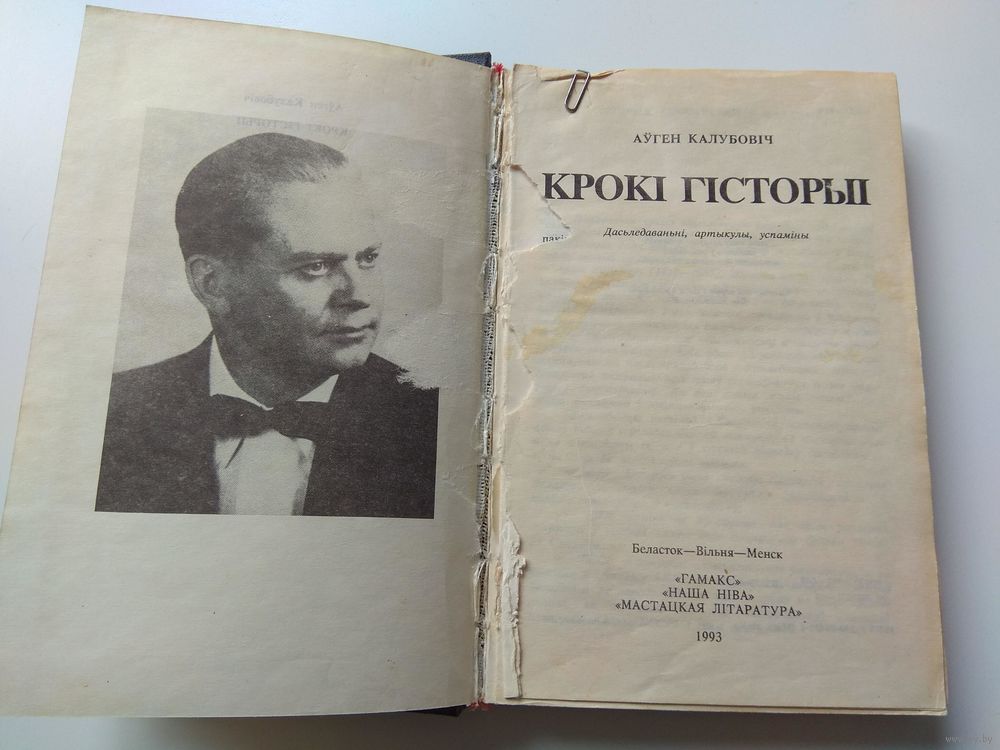 АЎГЕН КАЛУБОВІЧ
КРОКІ ГІСТОРЫІ
Дасьледаваньні, артыкулы, успаміны
Беласток—Вільня—Менск
«ГАМАКС»
«НАША НІВА»
«МАСТАЦКАЯ ЛІТАРАТУРА»
1993